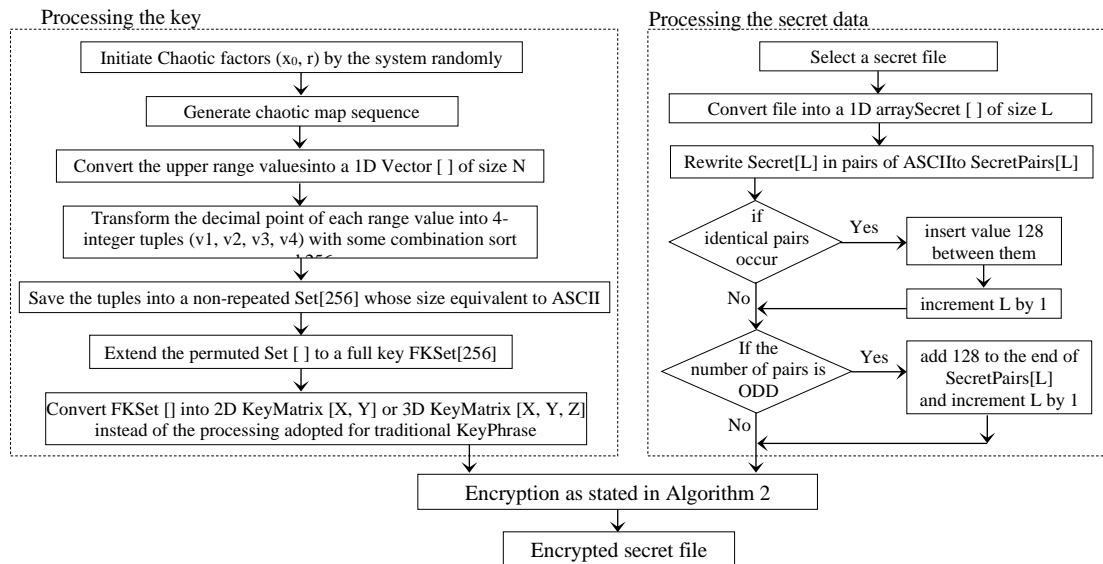 Processing the key
Initiate Chaotic factors (x₀, r) by the system randomly
Generate chaotic map sequence
Convert the upper range valuesinto a 1D Vector [ ] of size N
Transform the decimal point of each range value into 4-
integer tuples (v1, v2, v3, v4) with some combination sort
Save the tuples into a non-repeated Set[256] whose size equivalent to ASCII
Extend the permuted Set [ ] to a full key FKSet[256]
Convert FKSet [] into 2D KeyMatrix [X, Y] or 3D KeyMatrix [X, Y, Z]
instead of the processing adopted for traditional KeyPhrase
Processing the secret data
Select a secret file
Convert file into a 1D arraySecret [ ] of size L
Rewrite Secret[L] in pairs of ASCIIto SecretPairs[L]
if
identical pairs
occur
Yes
insert value 128
between them
increment L by 1
No
If the
number of pairs is
ODD
Yes
add 128 to the end of
SecretPairs[L]
and increment L by 1
No
Encryption as stated in Algorithm 2
Encrypted secret file